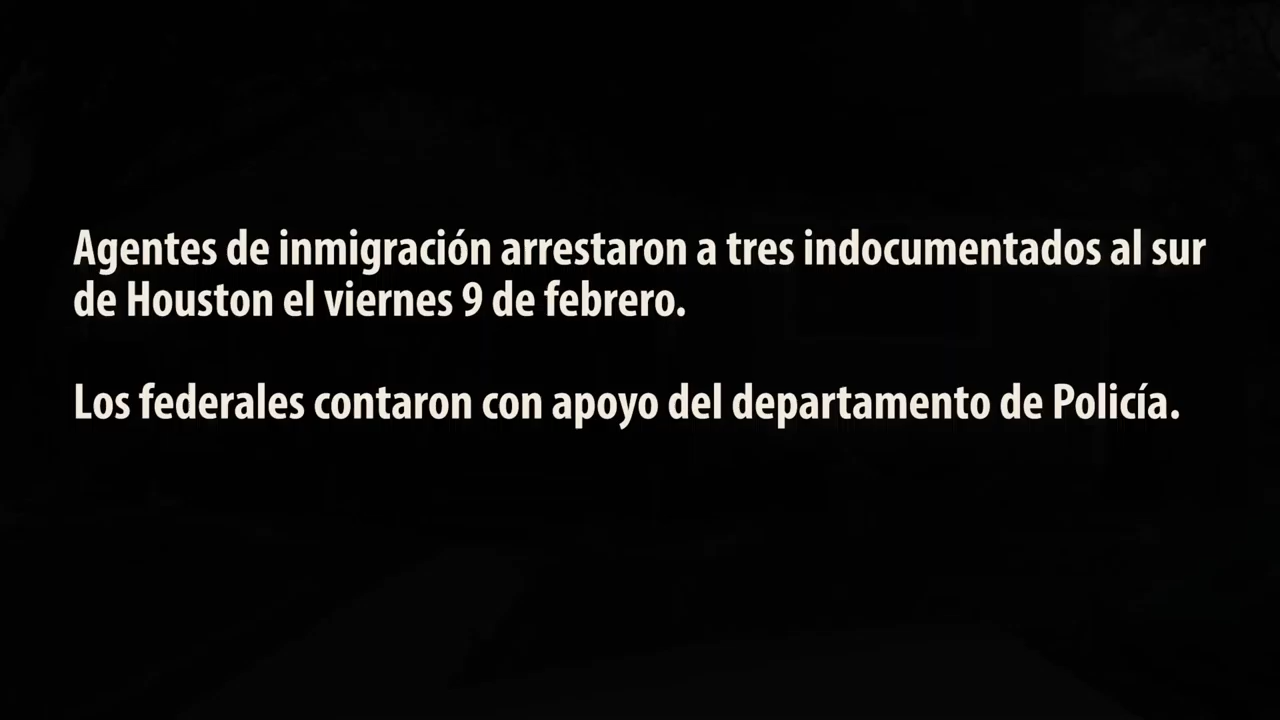 Agentes de inmigración arrestaron a tres indocumentados al sur
de Houston el viernes 9 de febrero.
Los federales contaron con apoyo del departamento de Policía.